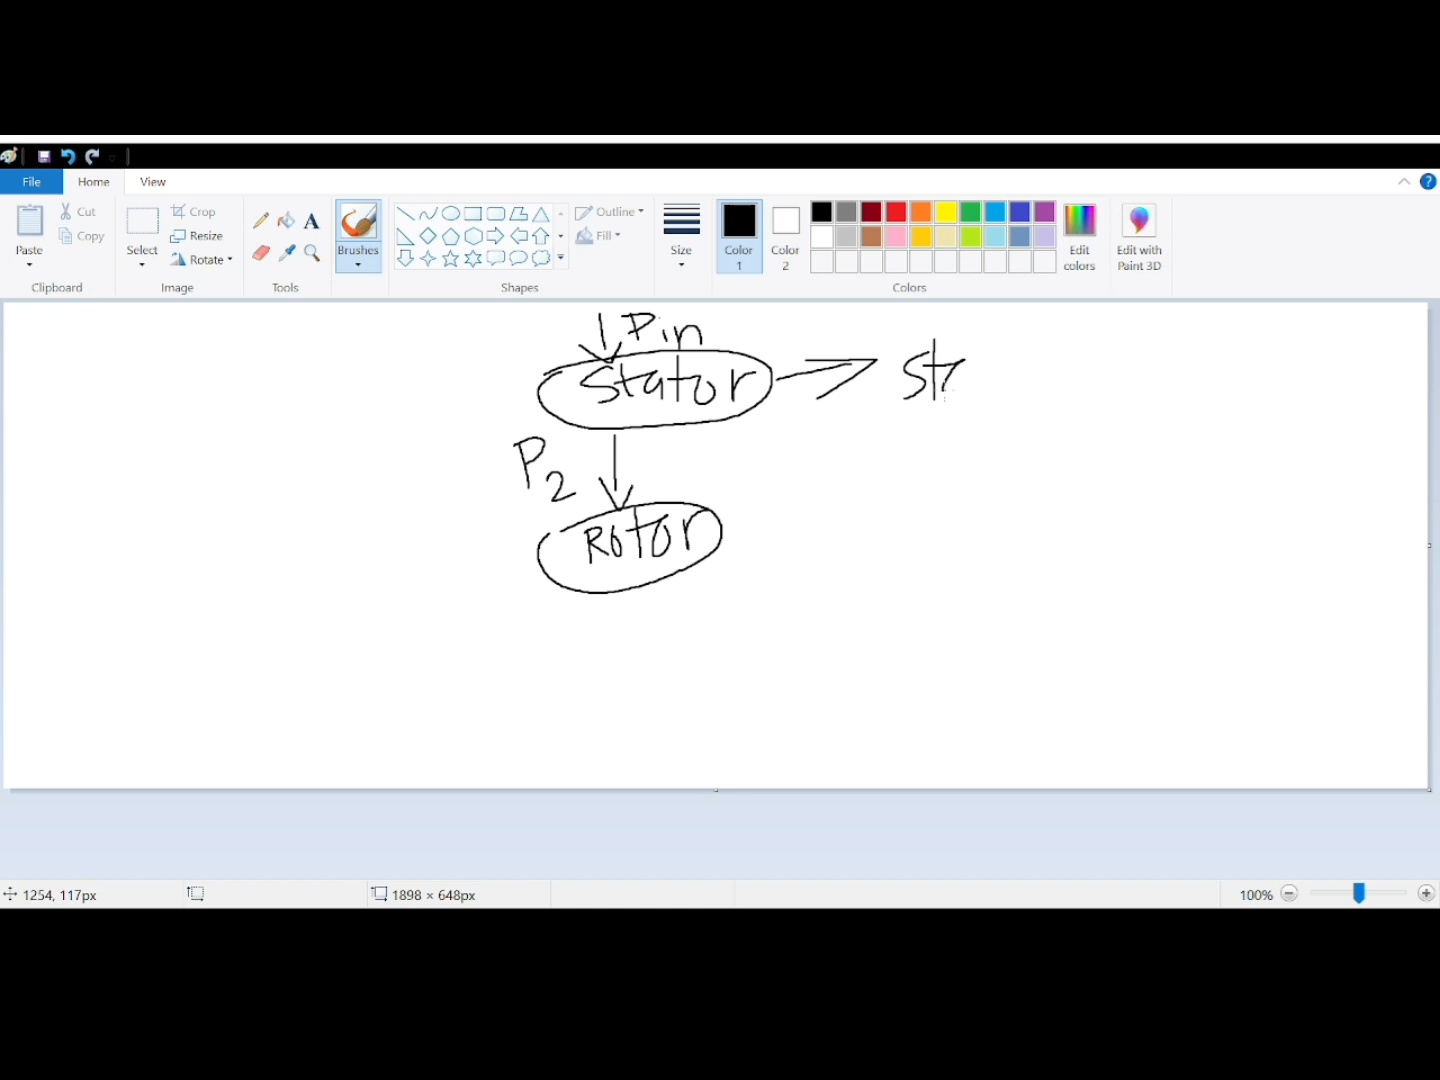 File Home View
Paste
Cut
Copy
Clipboard
Select
Crop
Resize
Rotate
Image
A
Tools
Brushes
Shapes
Outline
Fill
Size
Color 1
Color 2
Colors
Edit colors
Edit with Paint 3D
?
Pin
Stator
St
P2
Rotor
1254, 117px
1898 × 648px
100%